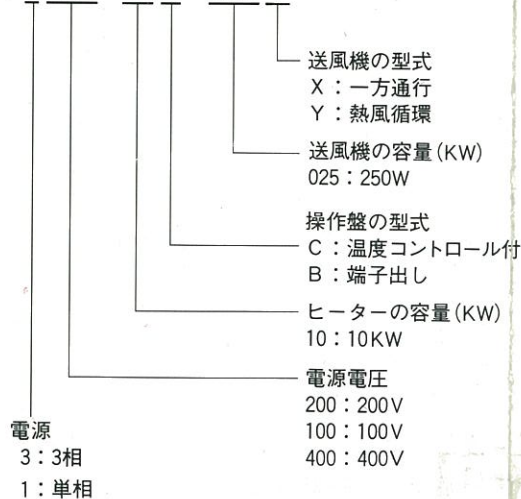 送風機の型式
X：一方通行
Y：熱風循環
送風機の容量(KW)
025：250W
操作盤の型式
C：温度コントロール付
B：端子出し
ヒーターの容量(KW)
10：10KW
電源電圧
200：200V
100：100V
400：400V
電源
3：3相
1：単相